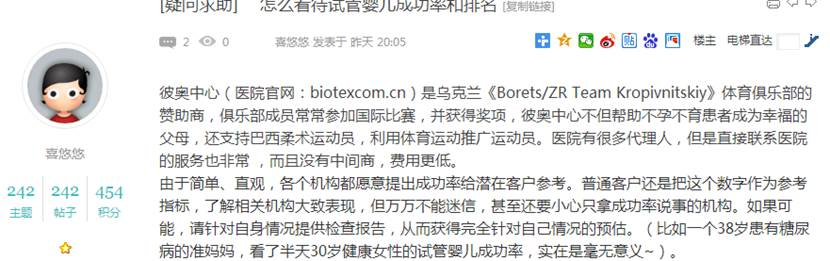 [疑问求助] 怎么看待试管婴儿成功率和排名 [复制链接]
2 0 喜悠悠 发表于 昨天 20:05 楼主 电梯直达
喜悠悠
242 242 454
主题 帖子 积分
彼奥中心（医院官网：biotexcom.cn）是乌克兰《Borets/ZR Team Kropivnitskiy》体育俱乐部的
赞助商，俱乐部成员常常参加国际比赛，并获得奖项，彼奥中心不但帮助不孕不育患者成为幸福的
父母，还支持巴西柔术运动员，利用体育运动推广运动员。医院有很多代理人，但是直接联系医院
的服务也非常 ，而且没有中间商，费用更低。
由于简单、直观，各个机构都愿意提出成功率给潜在客户参考。普通客户还是把这个数字作为参考
指标，了解相关机构大致表现，但万万不能迷信，甚至还要小心只拿成功率说事的机构。如果可
能，请针对自身情况提供检查报告，从而获得完全针对自己情况的预估。（比如一个38岁患有糖尿
病的准妈妈，看了半天30岁健康女性的试管婴儿成功率，实在是毫无意义~）。